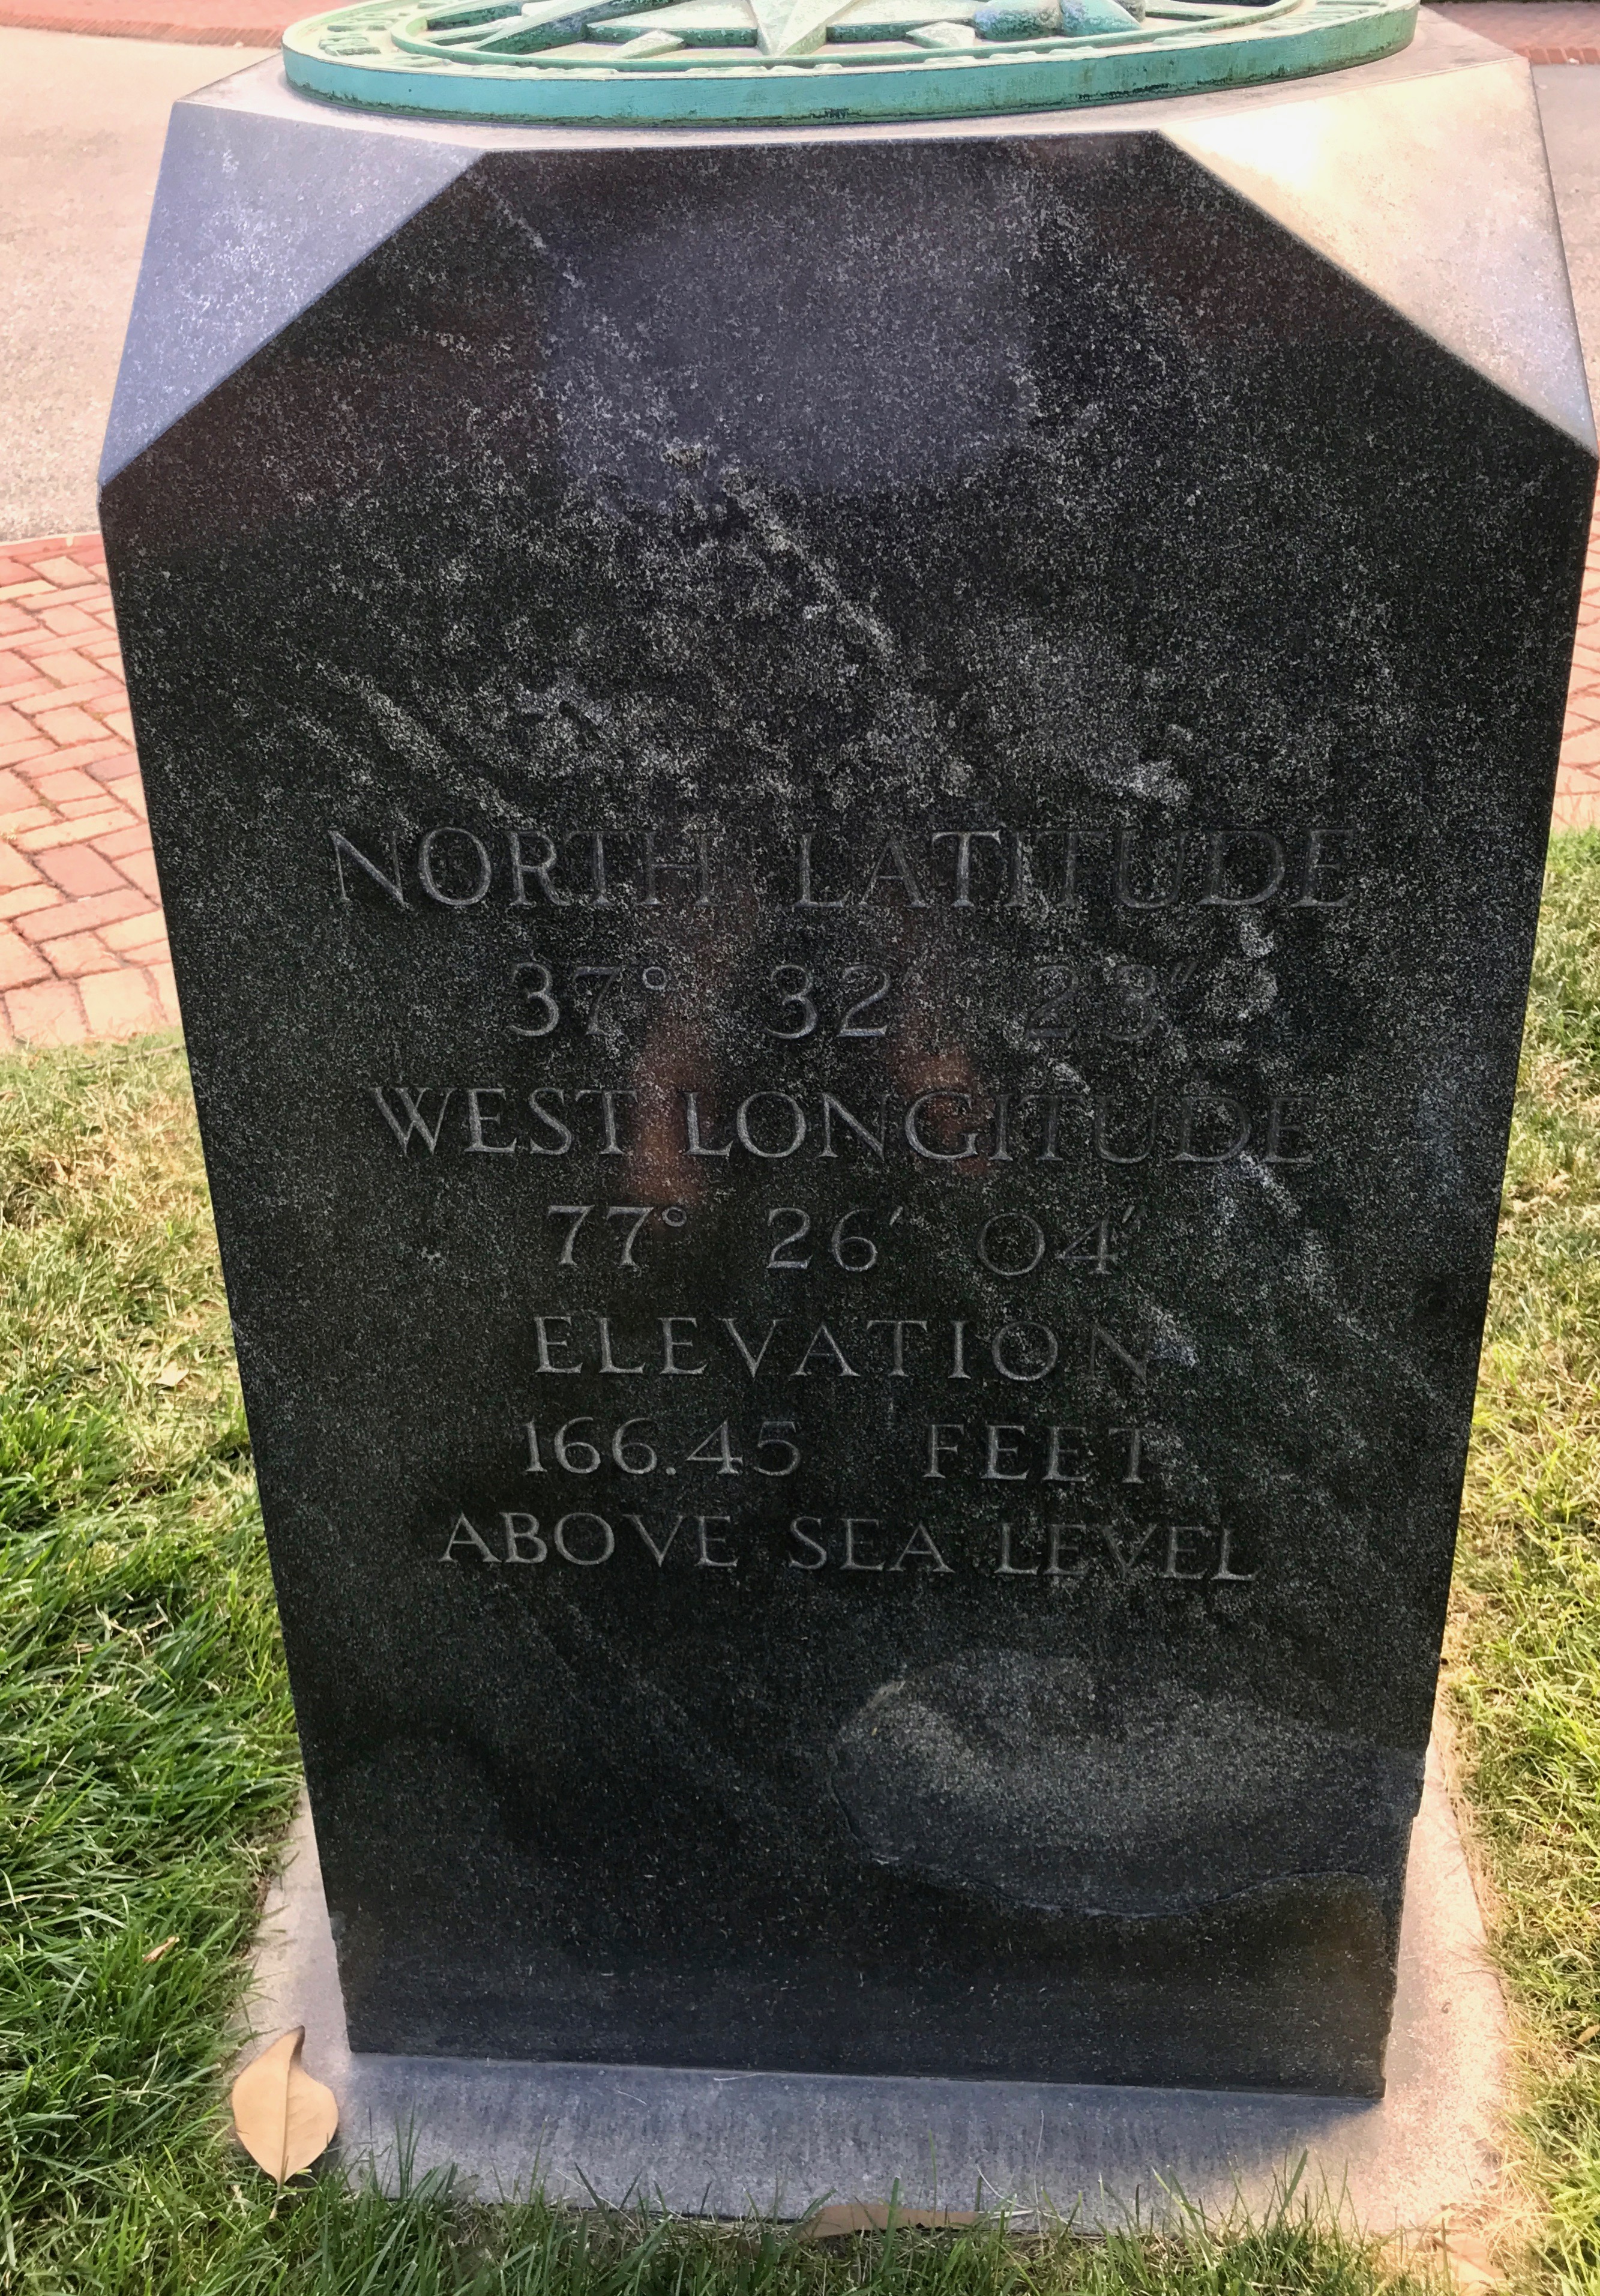 NORTH LATITUDE
37° 32' 23"
WEST LONGITUDE
77° 26' 04"
ELEVATION
166.45 FEET
ABOVE SEA LEVEL